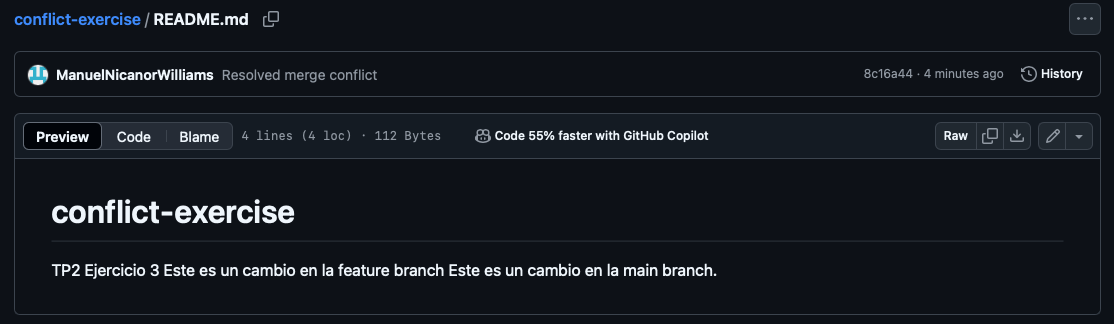 conflict-exercise / README.md
ManuelNicanorWilliams Resolved merge conflict 8c16a44 · 4 minutes ago History
Preview Code Blame 4 lines (4 loc) · 112 Bytes Code 55% faster with GitHub Copilot Raw
conflict-exercise
TP2 Ejercicio 3 Este es un cambio en la feature branch Este es un cambio en la main branch.